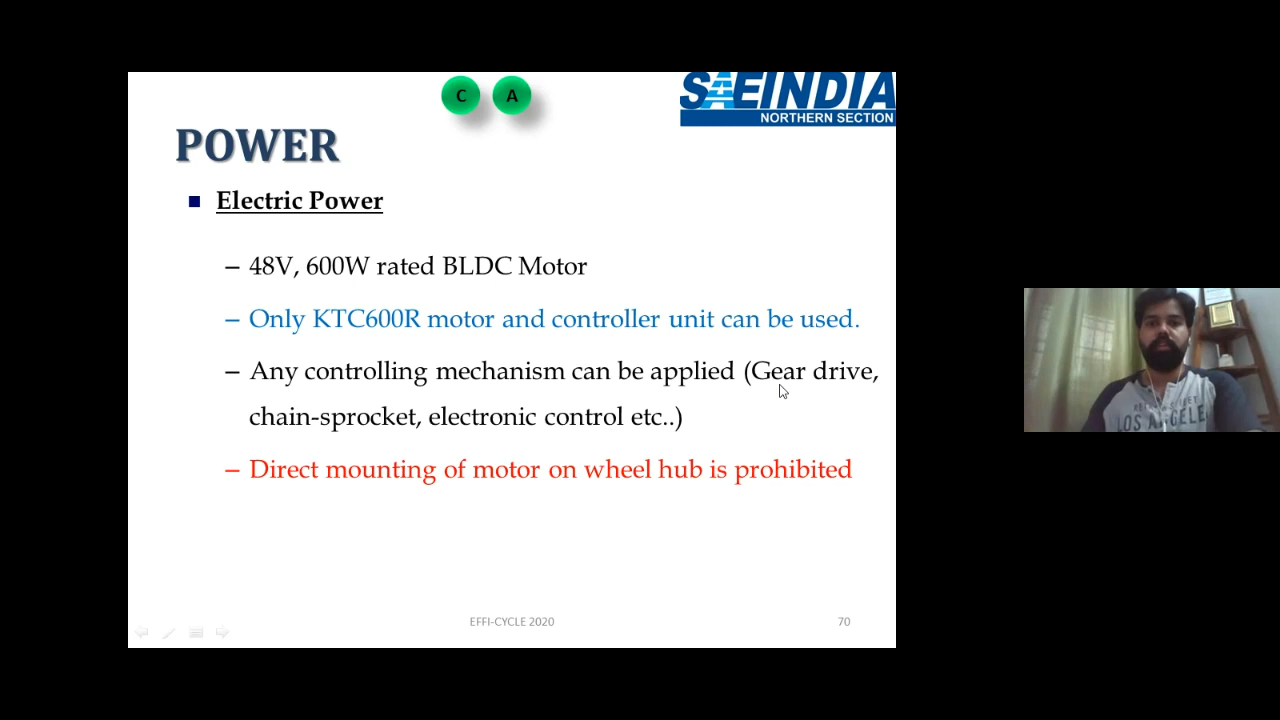 C A
SAEINDIA
NORTHERN SECTION
POWER
Electric Power
– 48V, 600W rated BLDC Motor
– Only KTC600R motor and controller unit can be used.
– Any controlling mechanism can be applied (Gear drive,
chain-sprocket, electronic control etc..)
– Direct mounting of motor on wheel hub is prohibited
EFFI-CYCLE 2020
70
LOS ANGELE